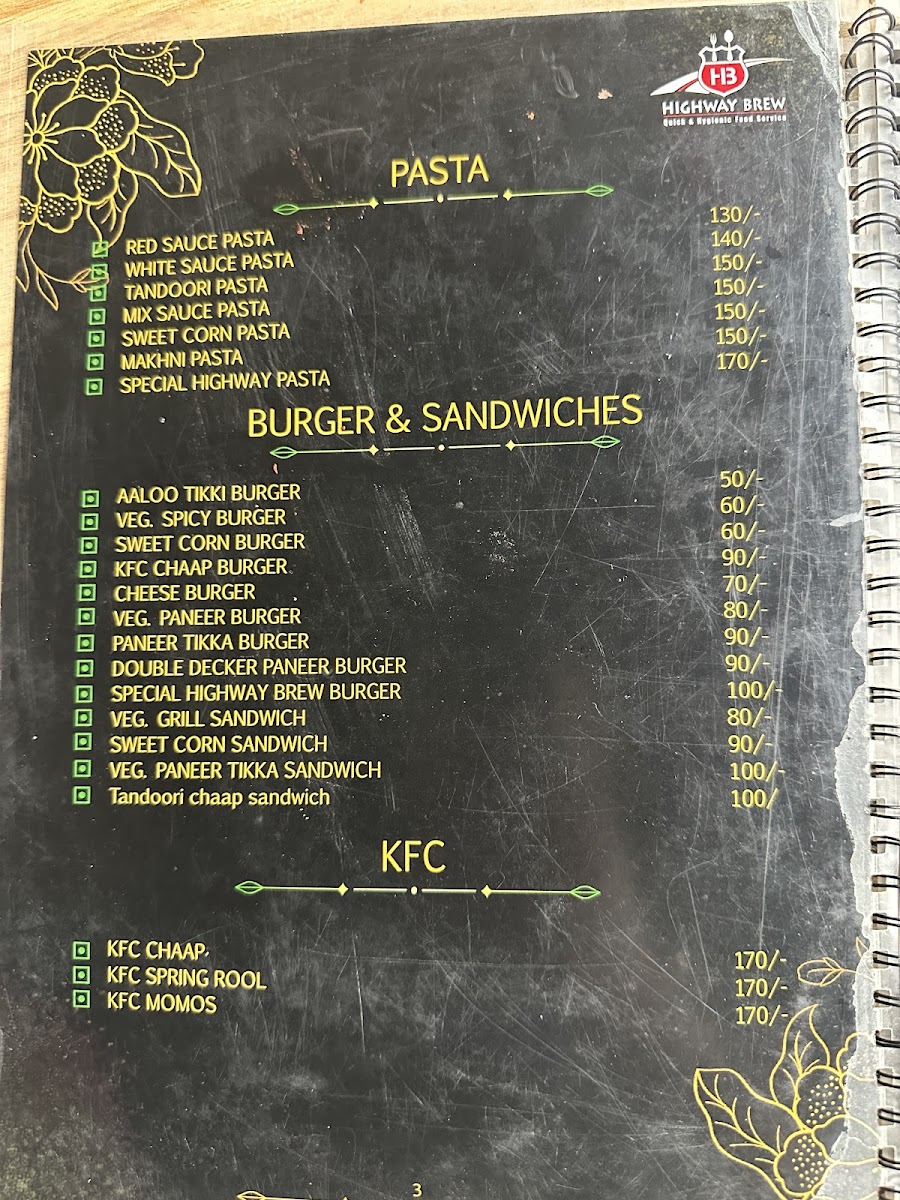 HB
HIGHWAY BREW
Quick & Hygienic Food Service
PASTA
RED SAUCE PASTA 130/-
WHITE SAUCE PASTA 140/-
TANDOORI PASTA 150/-
MIX SAUCE PASTA 150/-
SWEET CORN PASTA 150/-
MAKHNI PASTA 150/-
SPECIAL HIGHWAY PASTA 170/-
BURGER & SANDWICHES
AALOO TIKKI BURGER 50/-
VEG. SPICY BURGER 60/-
SWEET CORN BURGER 60/-
KFC CHAAP BURGER 90/-
CHEESE BURGER 70/-
VEG. PANEER BURGER 80/-
PANEER TIKKA BURGER 90/-
DOUBLE DECKER PANEER BURGER 90/-
SPECIAL HIGHWAY BREW BURGER 100/-
VEG. GRILL SANDWICH 80/-
SWEET CORN SANDWICH 90/-
VEG. PANEER TIKKA SANDWICH 100/-
Tandoori chaap sandwich 100/
KFC
KFC CHAAP 170/-
KFC SPRING ROOL 170/-
KFC MOMOS 170/-
3